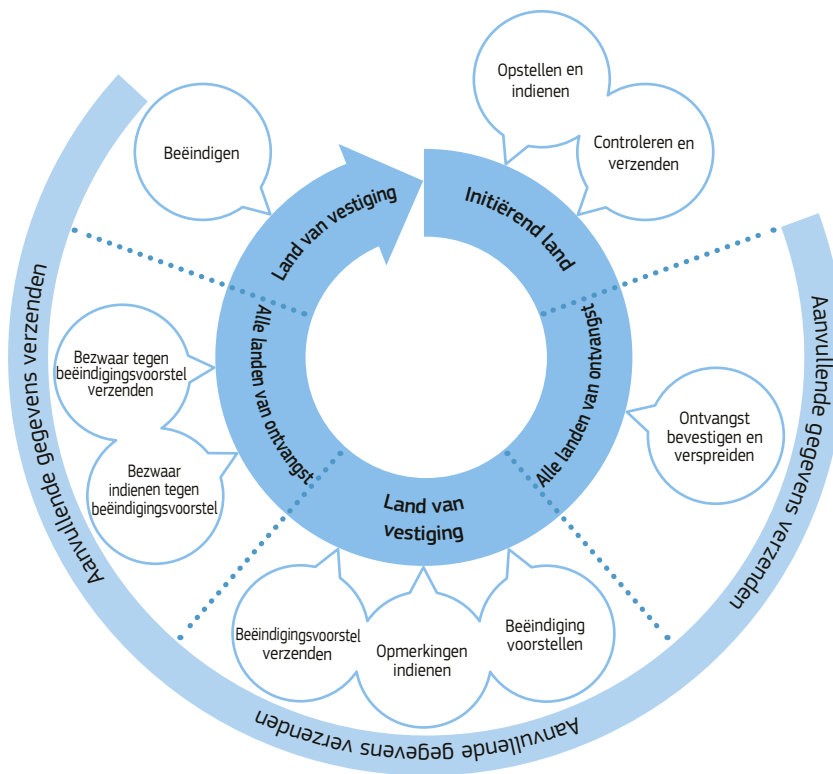 Opstellen en
indienen
Controleren en
verzenden
Initiërend land
Alle landen van ontvangst
Ontvangst
bevestigen en
verspreiden
Aanvullende gegevens verzenden
Land van
vestiging
Beëindiging
voorstellen
Opmerkingen
indienen
Beëindigingsvoorstel
verzenden
Aanvullende gegevens verzenden
Alle landen van ontvangst
Bezwaar
indienen tegen
beëindigingsvoorstel
Bezwaar tegen
beëindigingsvoorstel
verzenden
Aanvullende gegevens verzenden
Land van vestiging
Beëindigen